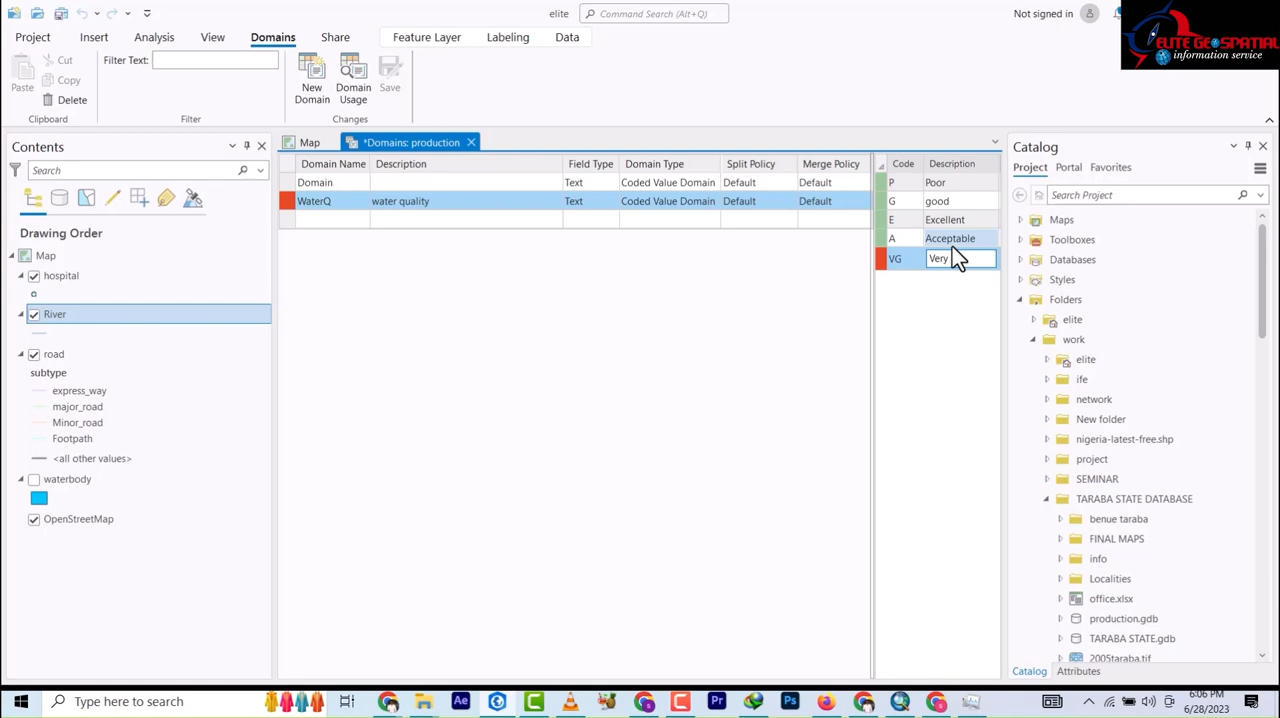 elite
Command Search (Alt+Q)
Not signed in
ELITE GEOSPATIAL
information service
Project
Insert
Analysis
View
Domains
Share
Feature Layer
Labeling
Data
Paste
Cut
Copy
Delete
Clipboard
Filter Text:
Filter
New Domain
Domain Usage
Save
Changes
Contents
Search
Drawing Order
Map
hospital
River
road
subtype
express_way
major_road
Minor_road
Footpath
<all other values>
waterbody
OpenStreetMap
Map
*Domains: production
Domain Name Description Field Type Domain Type Split Policy Merge Policy
Domain Text Coded Value Domain Default Default
WaterQ water quality Text Coded Value Domain Default Default
Code Description
P Poor
G good
E Excellent
A Acceptable
VG Very
Catalog
Project Portal Favorites
Search Project
Maps
Toolboxes
Databases
Styles
Folders
elite
work
elite
ife
network
New folder
nigeria-latest-free.shp
project
SEMINAR
TARABA STATE DATABASE
benue taraba
FINAL MAPS
info
Localities
office.xlsx
production.gdb
TARABA STATE.gdb
2005taraba.tif
Catalog Attributes
Type here to search
Ae
Pr
Ps
6:06 PM
6/28/2023